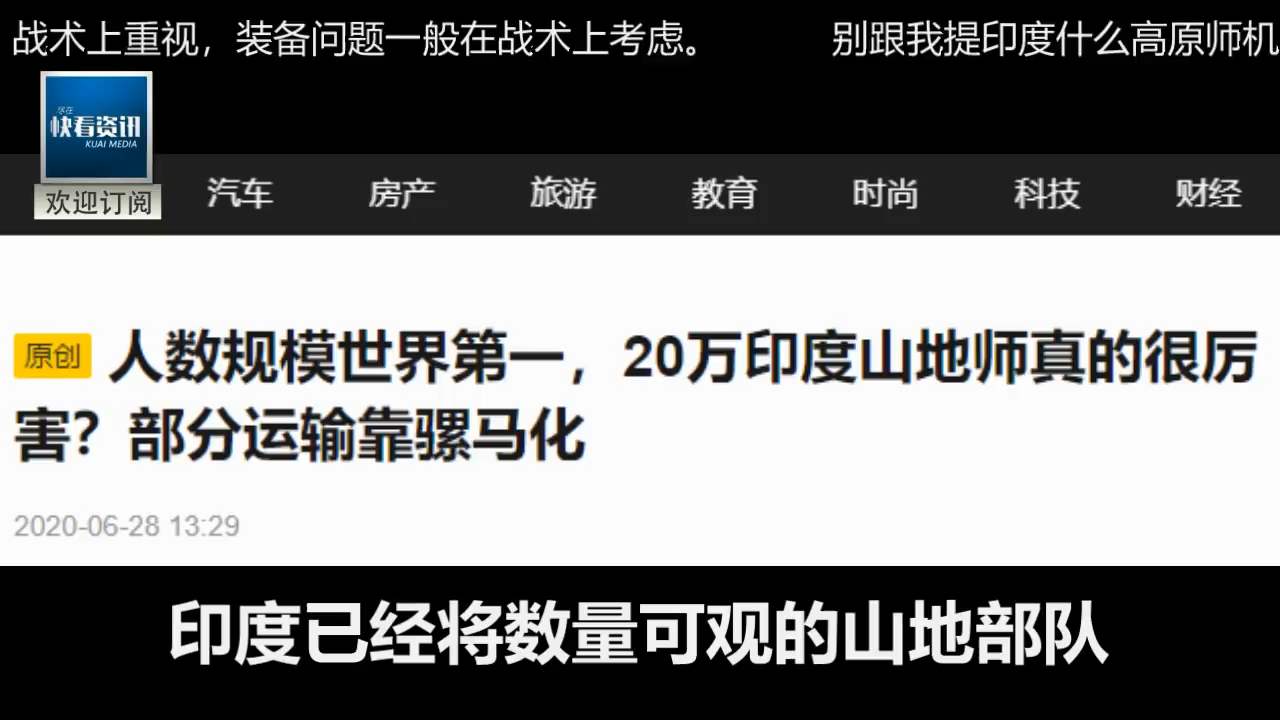 战术上重视，装备问题一般在战术上考虑。 别跟我提印度什么高原师机
尽在
快看资讯
KUAI MEDIA
欢迎订阅
汽车 房产 旅游 教育 时尚 科技 财经
原创 人数规模世界第一，20万印度山地师真的很厉
害？部分运输靠骡马化
2020-06-28 13:29
印度已经将数量可观的山地部队